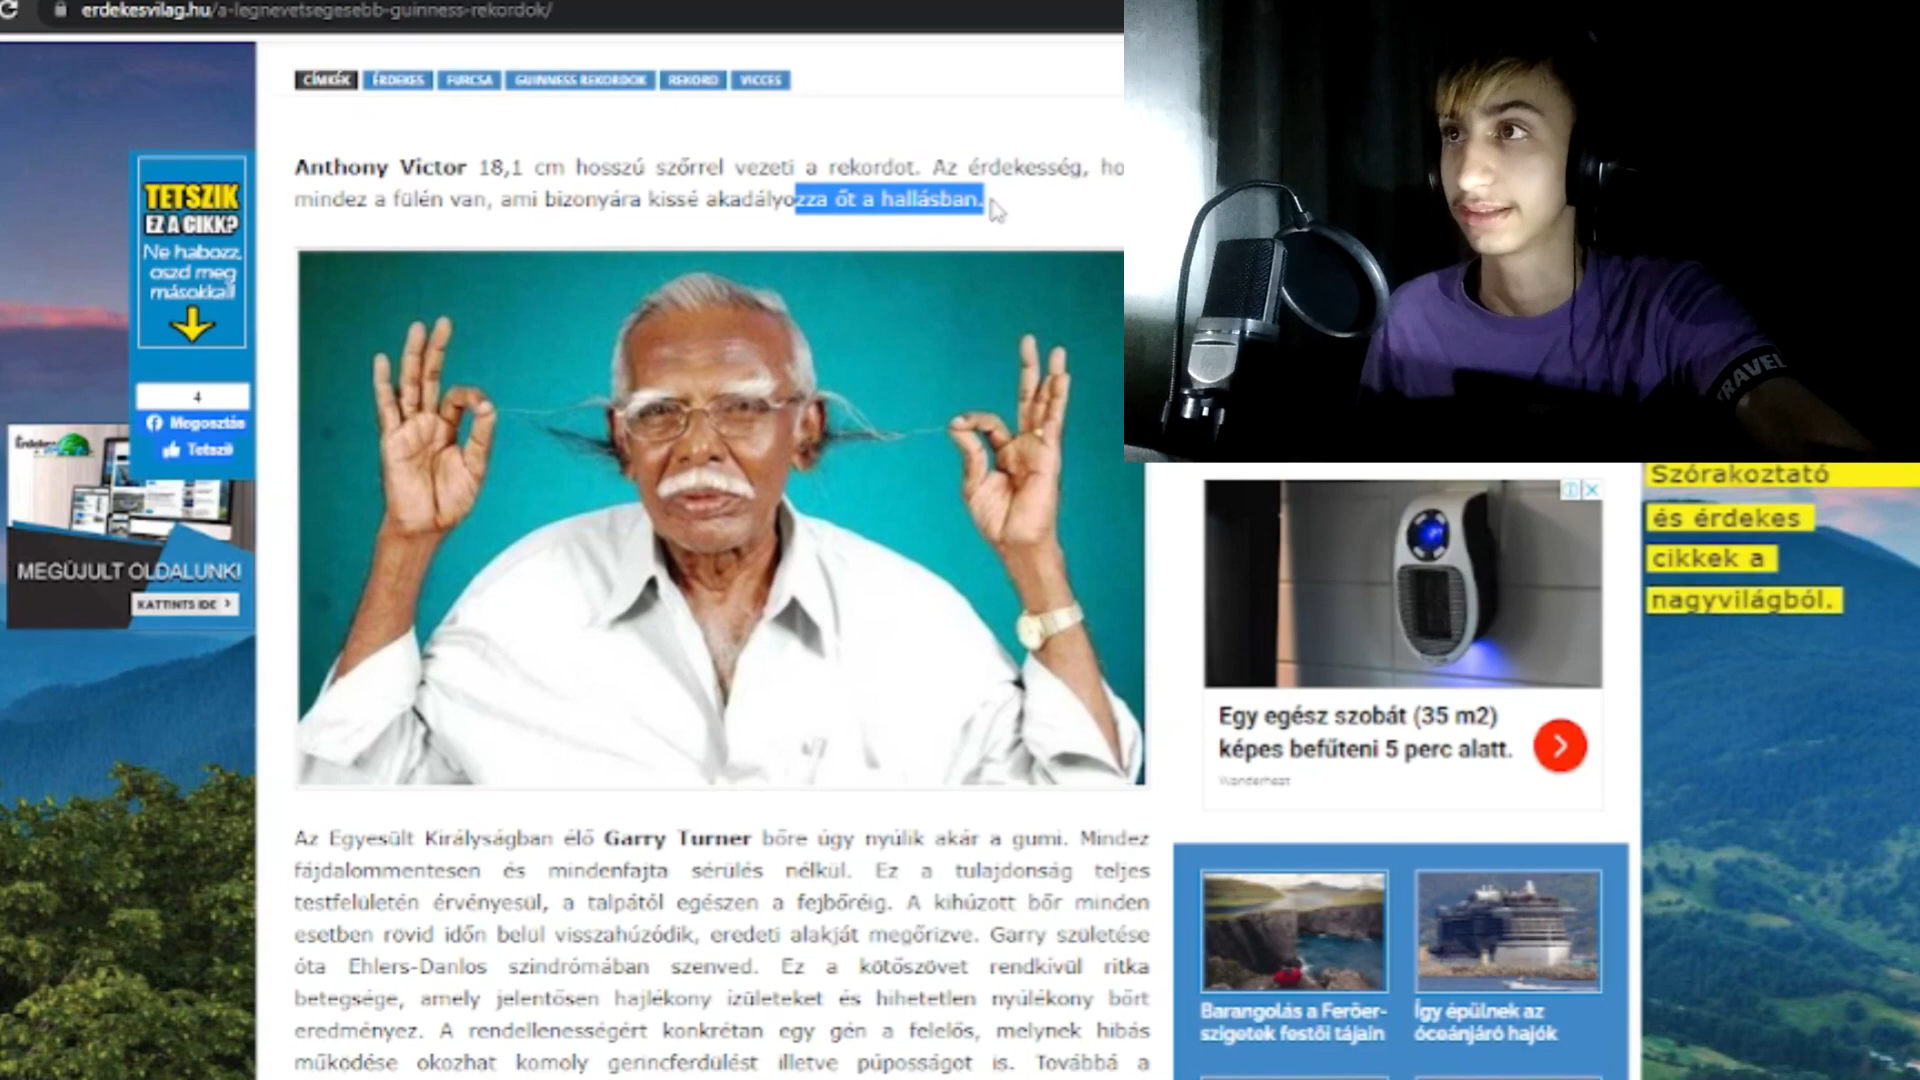 erdekesvilag.hu/a-legnevetsegesebb-guinness-rekordok/
CÍMKÉK ÉRDEKES FURCSA GUINNESS REKORDOK REKORD VICCES
Anthony Victor 18,1 cm hosszú szőrrel vezeti a rekordot. Az érdekesség, ho
mindez a fülén van, ami bizonyára kissé akadályozza őt a hallásban.
TETSZIK
EZ A CIKK?
Ne habozz,
oszd meg
másokkal!
4
Megosztás
Tetszik
Érdekes
MEGÚJULT OLDALUNK!
KATTINTS IDE >
TRAVEL
Szórakoztató
és érdekes
cikkek a
nagyvilágból.
Egy egész szobát (35 m2)
képes befűteni 5 perc alatt.
Wanderheat
Az Egyesült Királyságban élő Garry Turner bőre úgy nyúlik akár a gumi. Mindez
fájdalommentesen és mindenfajta sérülés nélkül. Ez a tulajdonság teljes
testfelületén érvényesül, a talpától egészen a fejbőréig. A kihúzott bőr minden
esetben rövid időn belül visszahúzódik, eredeti alakját megőrizve. Garry születése
óta Ehlers-Danlos szindrómában szenved. Ez a kötőszövet rendkívül ritka
betegsége, amely jelentősen hajlékony ízületeket és hihetetlen nyúlékony bőrt
eredményez. A rendellenességért konkrétan egy gén a felelős, melynek hibás
működése okozhat komoly gerincferdülést illetve púposságot is. Továbbá a
Barangolás a Feröer-
szigetek festői tájain
Így épülnek az
óceánjáró hajók